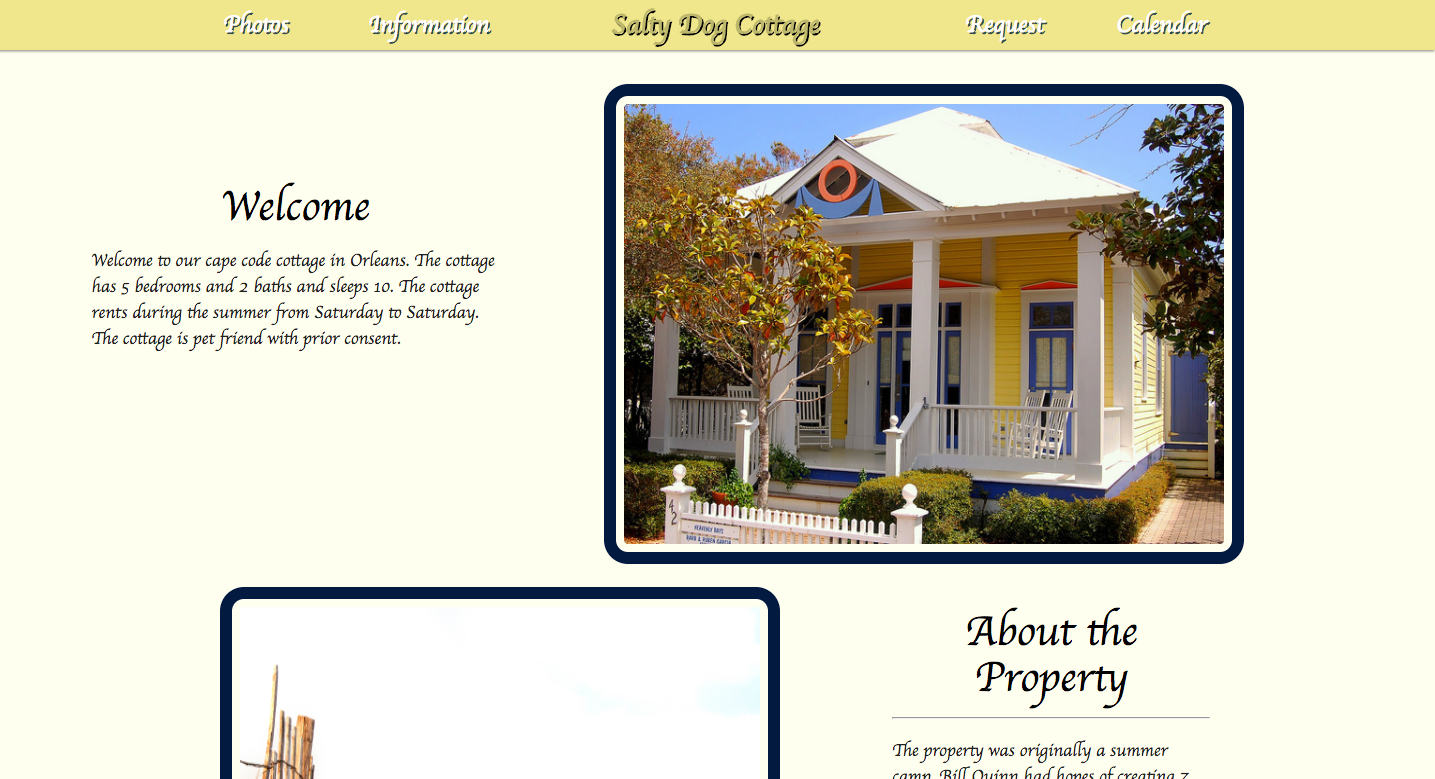 Photos Information Salty Dog Cottage Request Calendar
Welcome
Welcome to our cape code cottage in Orleans. The cottage
has 5 bedrooms and 2 baths and sleeps 10. The cottage
rents during the summer from Saturday to Saturday.
The cottage is pet friend with prior consent.
42
HEAVENLY DAYS
About the
Property
The property was originally a summer
camp. Bill Quinn had hopes of creating 7